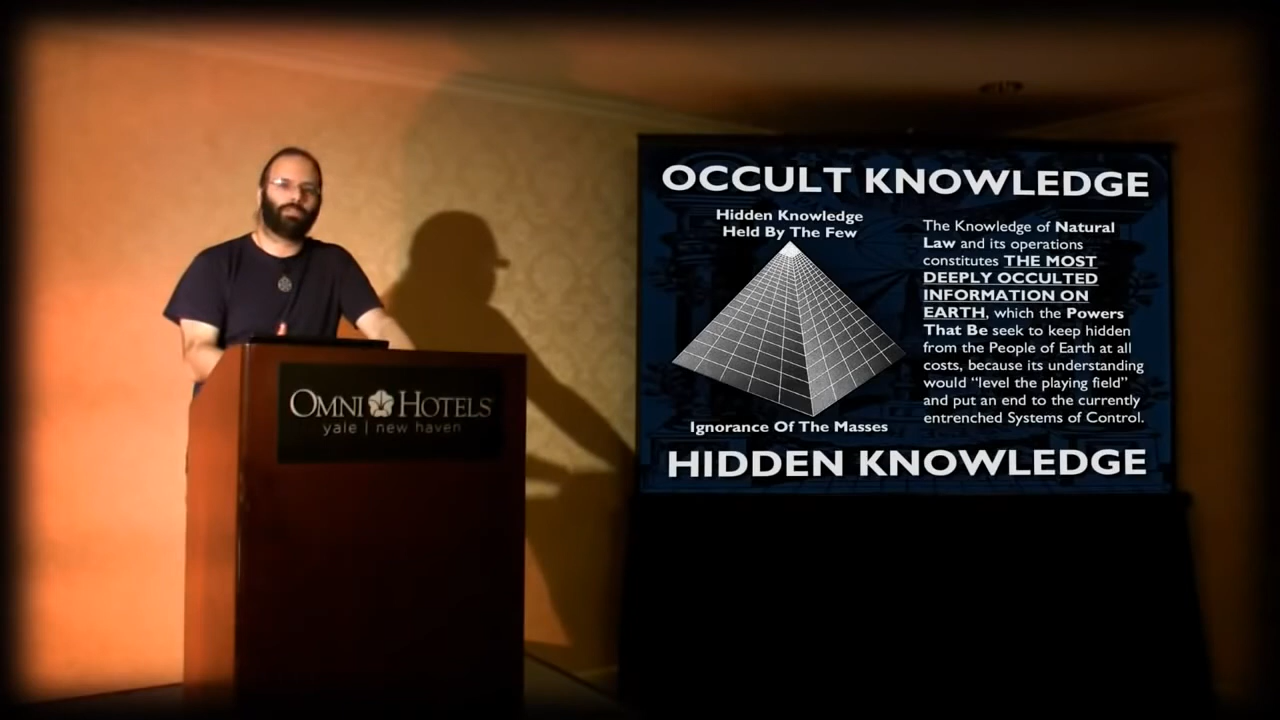 OMNI HOTELS
yale | new haven
OCCULT KNOWLEDGE
Hidden Knowledge
Held By The Few
Ignorance Of The Masses
The Knowledge of Natural
Law and its operations
constitutes THE MOST
DEEPLY OCCULTED
INFORMATION ON
EARTH, which the Powers
That Be seek to keep hidden
from the People of Earth at all
costs, because its understanding
would “level the playing field”
and put an end to the currently
entrenched Systems of Control.
HIDDEN KNOWLEDGE